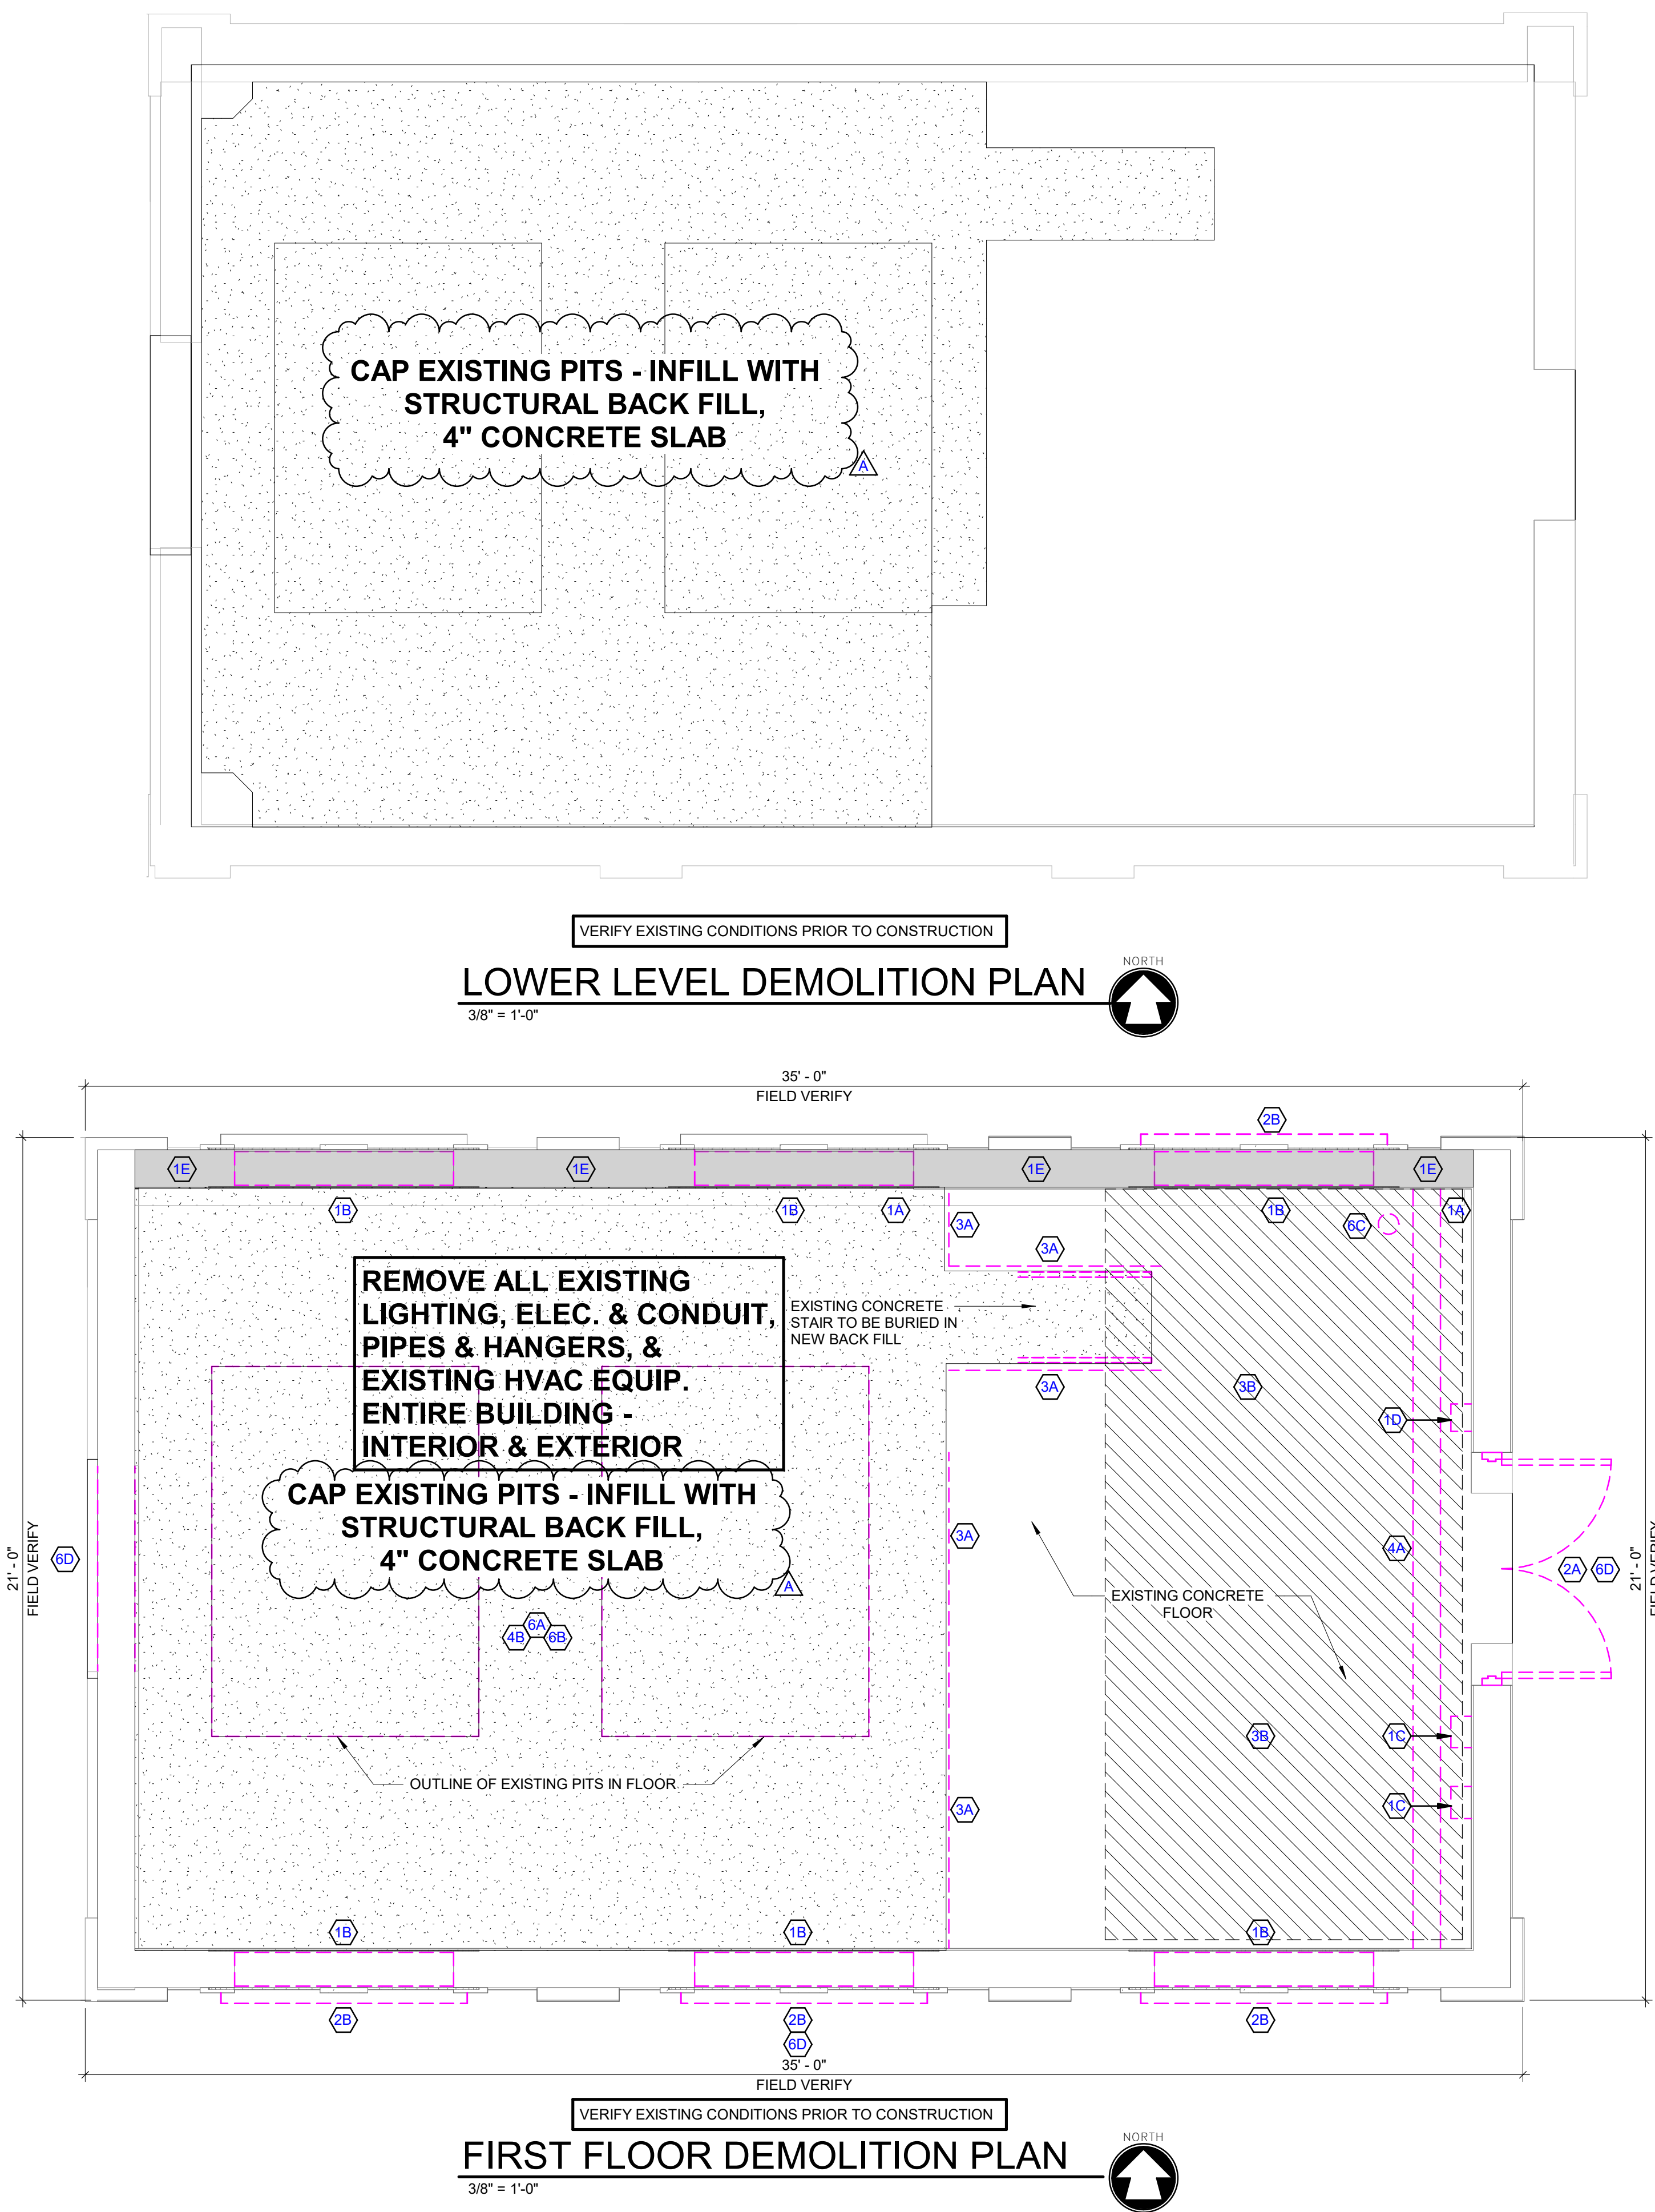 CAP EXISTING PITS - INFILL WITH
STRUCTURAL BACK FILL,
4" CONCRETE SLAB
A
VERIFY EXISTING CONDITIONS PRIOR TO CONSTRUCTION
LOWER LEVEL DEMOLITION PLAN
3/8" = 1'-0"
NORTH
35' - 0"
FIELD VERIFY
2B
1E
1E
1E
1E
1B
1B
1A
3A
1B
6C
1A
3A
REMOVE ALL EXISTING
LIGHTING, ELEC. & CONDUIT,
PIPES & HANGERS, &
EXISTING HVAC EQUIP.
ENTIRE BUILDING -
INTERIOR & EXTERIOR
EXISTING CONCRETE
STAIR TO BE BURIED IN
NEW BACK FILL
3A
3B
1D
CAP EXISTING PITS - INFILL WITH
STRUCTURAL BACK FILL,
4" CONCRETE SLAB
A
21' - 0"
FIELD VERIFY
6D
3A
4A
2A
6D
21' - 0"
FIELD VERIFY
EXISTING CONCRETE
FLOOR
6A
4B
6B
3B
1C
OUTLINE OF EXISTING PITS IN FLOOR
3A
1C
1B
1B
1B
2B
2B
2B
6D
35' - 0"
FIELD VERIFY
VERIFY EXISTING CONDITIONS PRIOR TO CONSTRUCTION
FIRST FLOOR DEMOLITION PLAN
3/8" = 1'-0"
NORTH